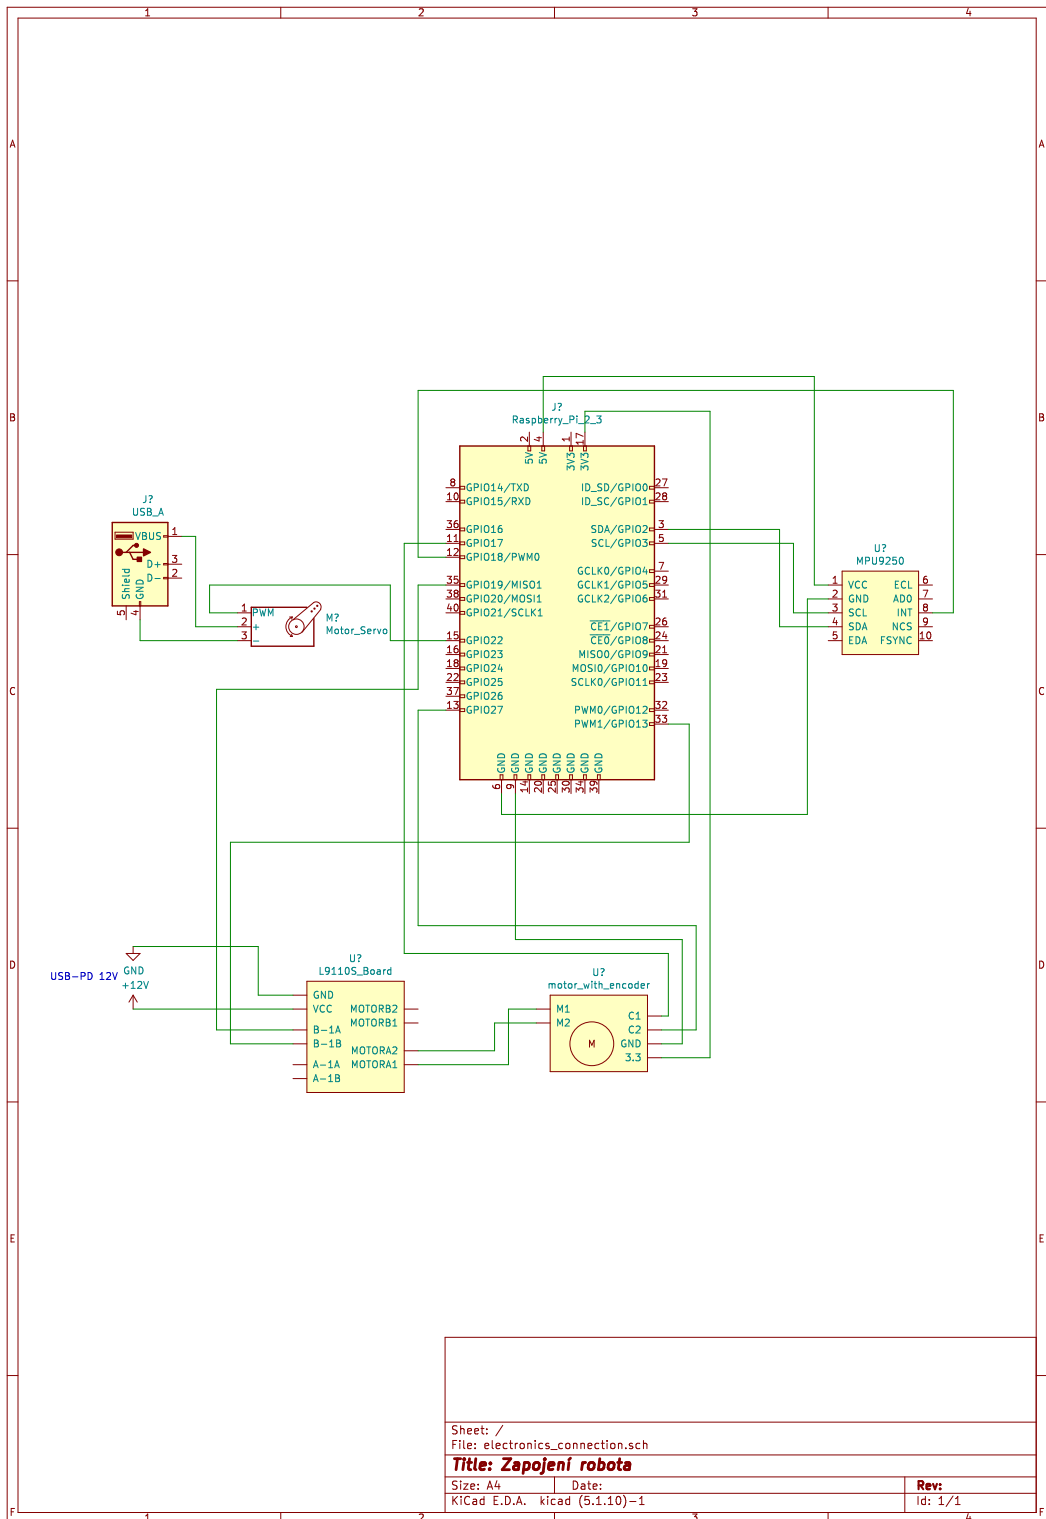 1 2 3 4
A A
B B
C C
D D
E E
F F
1 2 3 4
J?
Raspberry_Pi_2_3
2 4 1 17
5V 5V 3V3 3V3
8 GPIO14/TXD
10 GPIO15/RXD
36 GPIO16
11 GPIO17
12 GPIO18/PWM0
35 GPIO19/MISO1
38 GPIO20/MOSI1
40 GPIO21/SCLK1
15 GPIO22
16 GPIO23
18 GPIO24
22 GPIO25
37 GPIO26
13 GPIO27
ID_SD/GPIO0 27
ID_SC/GPIO1 28
SDA/GPIO2 3
SCL/GPIO3 5
GCLK0/GPIO4 7
GCLK1/GPIO5 29
GCLK2/GPIO6 31
CE1/GPIO7 26
CE0/GPIO8 24
MISO0/GPIO9 21
MOSI0/GPIO10 19
SCLK0/GPIO11 23
PWM0/GPIO12 32
PWM1/GPIO13 33
GND GND GND GND GND GND GND GND
6 9 14 20 25 30 34 39
J?
USB_A
VBUS 1
D+ 3
D- 2
Shield GND
5 4
1 PWM
2 +
3 -
M?
Motor_Servo
U?
MPU9250
1 VCC ECL 6
2 GND ADO 7
3 SCL INT 8
4 SDA NCS 9
5 EDA FSYNC 10
USB-PD 12V
GND
+12V
U?
L9110S_Board
GND
VCC MOTORB2
MOTORB1
B-1A
B-1B
MOTORA2
A-1A MOTORA1
A-1B
U?
motor_with_encoder
M1 C1
M2 C2
M GND
3.3
Sheet: /
File: electronics_connection.sch
Title: Zapojení robota
Size: A4 Date: Rev:
KiCad E.D.A. kicad (5.1.10)-1 Id: 1/1